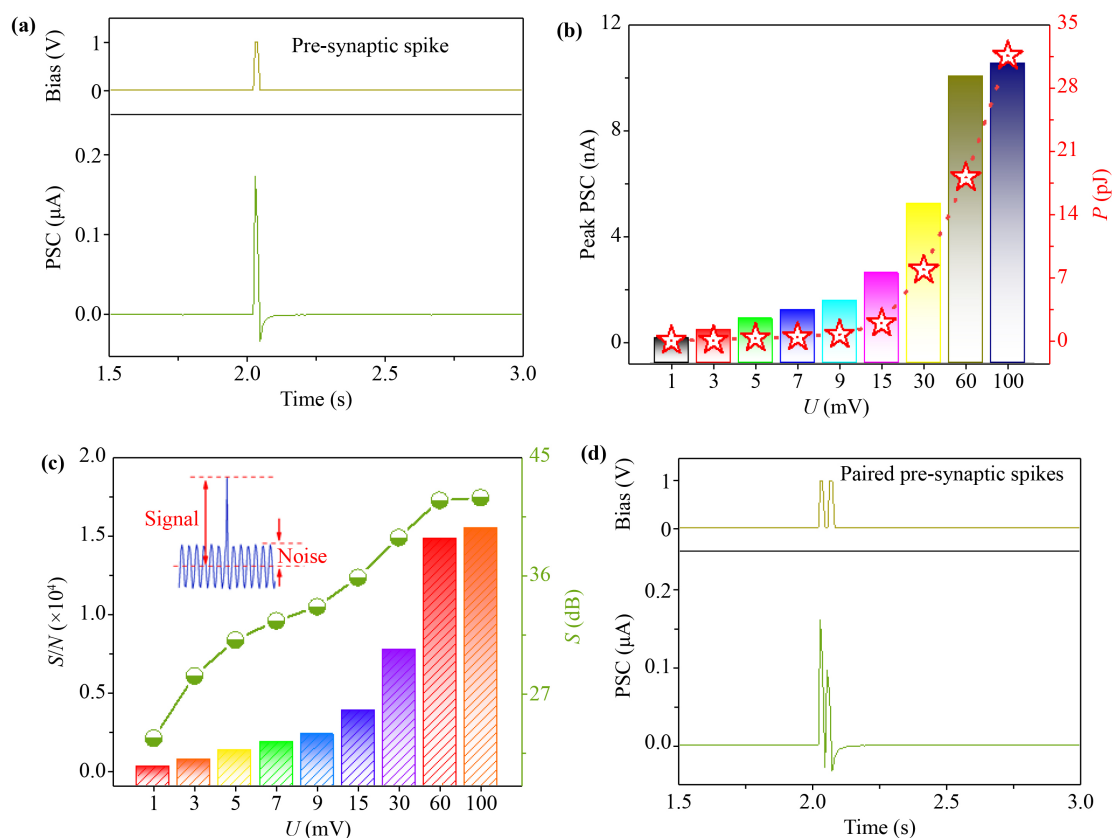 (a)
Pre-synaptic spike
Bias (V)
1
0
PSC (μA)
0.2
0.1
0.0
1.5 2.0 2.5 3.0
Time (s)
(b)
Peak PSC (nA)
12
8
4
0
35
31
22
14
7
0
P (pJ)
1 3 5 7 9 15 30 60 100
U (mV)
(c)
S/N (×10⁴)
2.0
1.5
1.0
0.5
0.0
Signal
Noise
45
36
27
S (dB)
1 3 5 7 9 15 30 60 100
U (mV)
(d)
Paired pre-synaptic spikes
Bias (V)
1
0
PSC (μA)
0.2
0.1
0.0
1.5 2.0 2.5 3.0
Time (s)